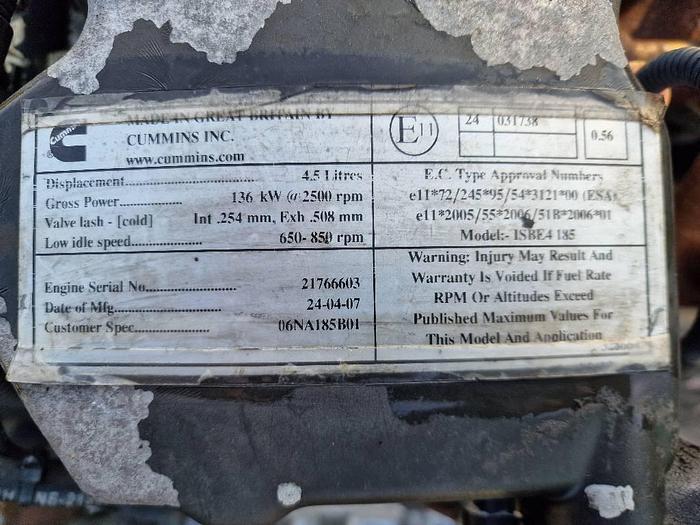 Cummins
MADE IN GREAT BRITAIN BY
CUMMINS INC.
www.cummins.com
Displacement.................... 4.5 Litres
Gross Power................ 136 kW @ 2500 rpm
Valve lash - [cold] Int .254 mm, Exh .508 mm
Low idle speed.................. 650- 850 rpm
Engine Serial No.................... 21766603
Date of Mfg...................... 24-04-07
Customer Spec...................... 06NA185B01
E11
24 031738
0.56
E.C. Type Approval Numbers
e11*72/245*95/54*3121*00 (ESA)
e11*2005/55*2006/51B*2006*01
Model:- ISBE4 185
Warning: Injury May Result And
Warranty Is Voided If Fuel Rate
RPM Or Altitudes Exceed
Published Maximum Values For
This Model And Application